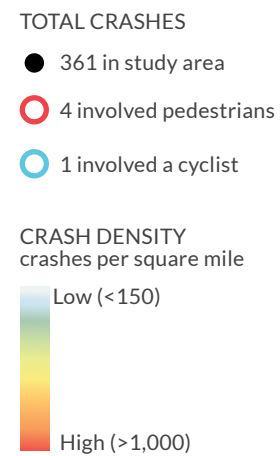 TOTAL CRASHES
361 in study area
4 involved pedestrians
1 involved a cyclist
CRASH DENSITY
crashes per square mile
Low (<150)
High (>1,000)